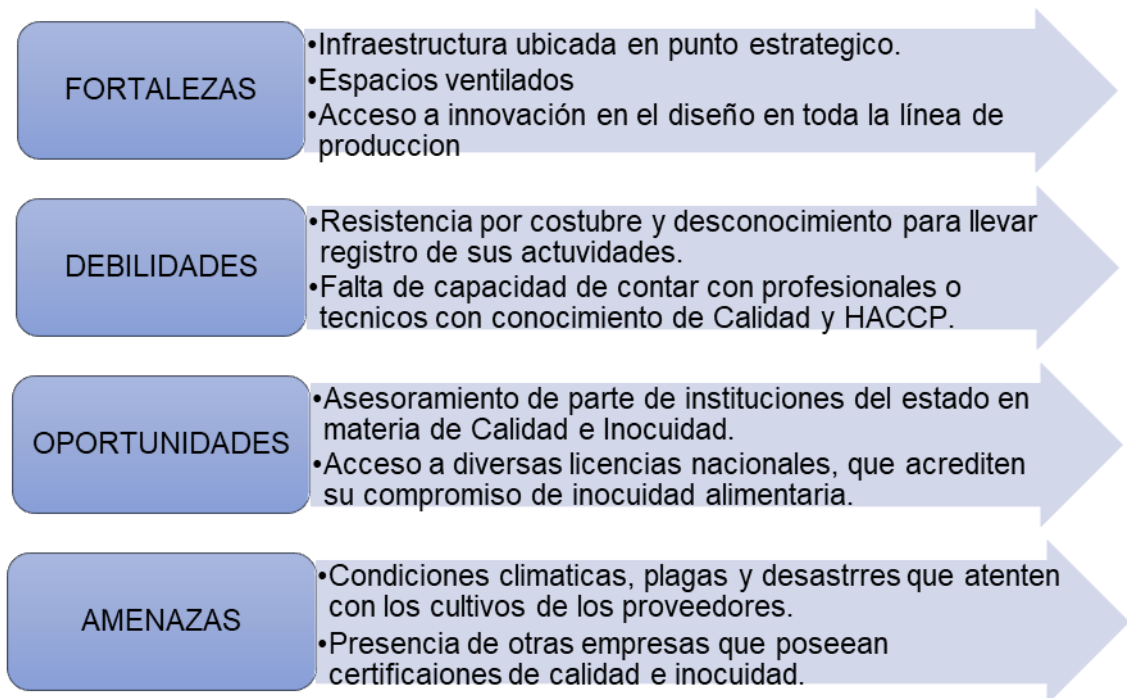 FORTALEZAS
•Infraestructura ubicada en punto estrategico.
•Espacios ventilados
•Acceso a innovación en el diseño en toda la línea de
produccion
DEBILIDADES
•Resistencia por costubre y desconocimiento para llevar
registro de sus actuvidades.
•Falta de capacidad de contar con profesionales o
tecnicos con conocimiento de Calidad y HACCP.
OPORTUNIDADES
•Asesoramiento de parte de instituciones del estado en
materia de Calidad e Inocuidad.
•Acceso a diversas licencias nacionales, que acrediten
su compromiso de inocuidad alimentaria.
AMENAZAS
•Condiciones climaticas, plagas y desastrres que atenten
con los cultivos de los proveedores.
•Presencia de otras empresas que poseean
certificaiones de calidad e inocuidad.